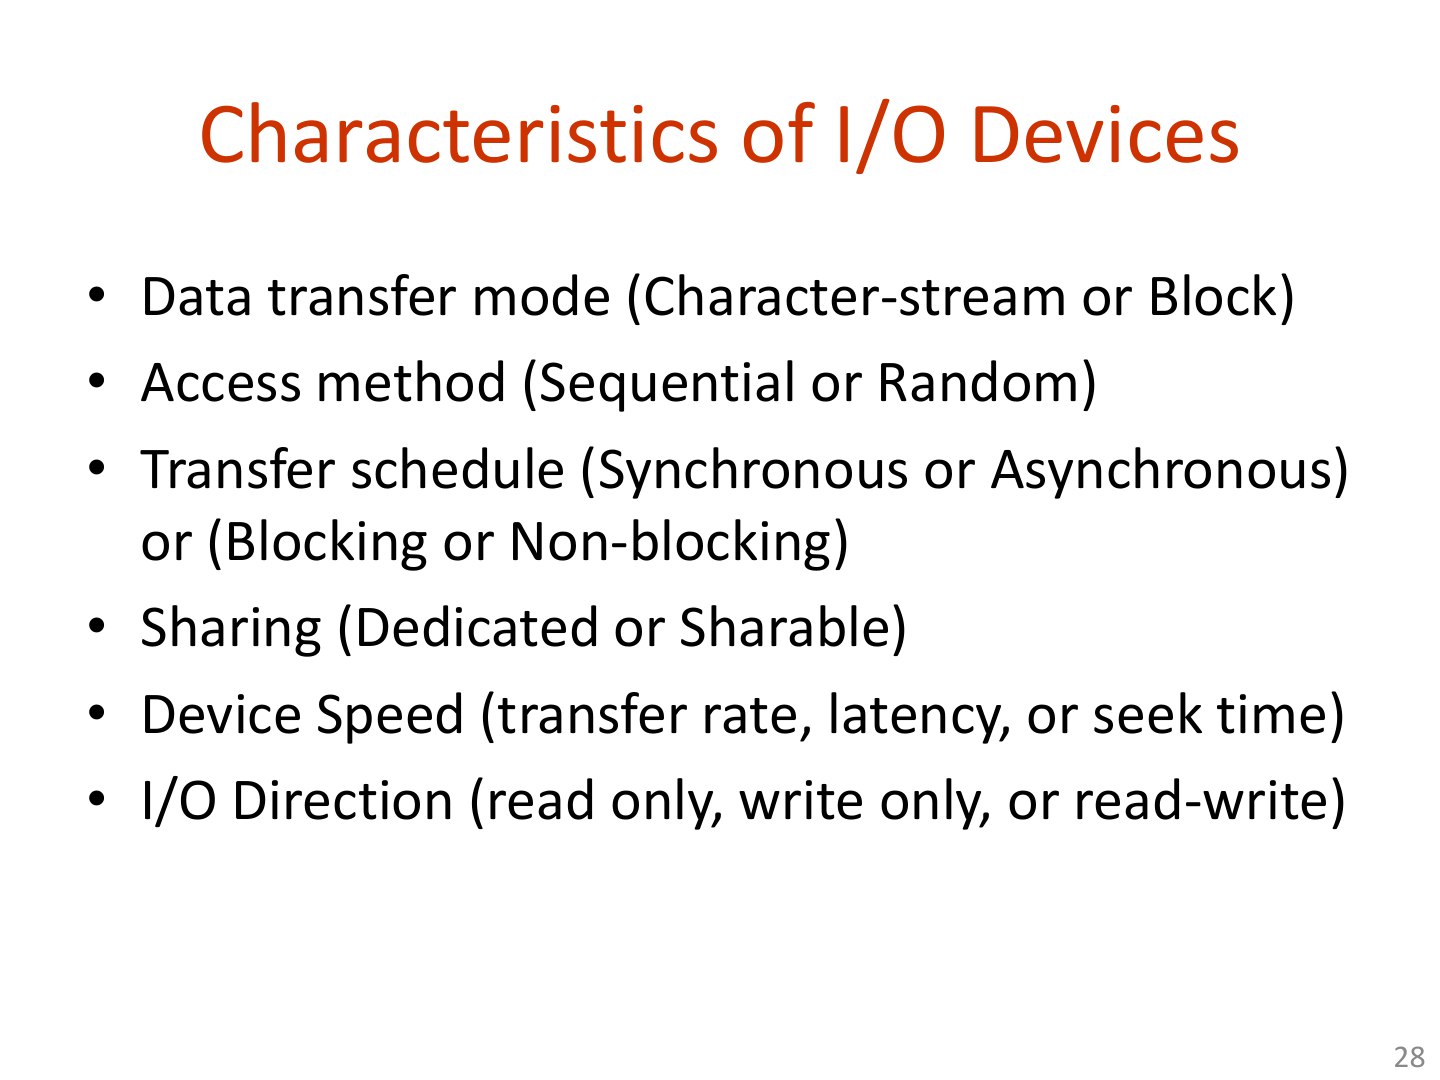 Characteristics of I/O Devices
• Data transfer mode (Character-stream or Block)
• Access method (Sequential or Random)
• Transfer schedule (Synchronous or Asynchronous)
or (Blocking or Non-blocking)
• Sharing (Dedicated or Sharable)
• Device Speed (transfer rate, latency, or seek time)
• I/O Direction (read only, write only, or read-write)
28